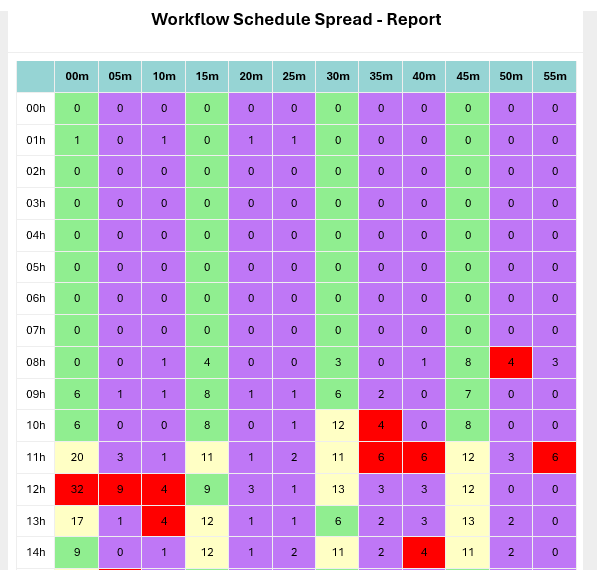 Workflow Schedule Spread - Report
00m 05m 10m 15m 20m 25m 30m 35m 40m 45m 50m 55m
00h 0 0 0 0 0 0 0 0 0 0 0 0
01h 1 0 1 0 1 1 0 0 0 0 0 0
02h 0 0 0 0 0 0 0 0 0 0 0 0
03h 0 0 0 0 0 0 0 0 0 0 0 0
04h 0 0 0 0 0 0 0 0 0 0 0 0
05h 0 0 0 0 0 0 0 0 0 0 0 0
06h 0 0 0 0 0 0 0 0 0 0 0 0
07h 0 0 0 0 0 0 0 0 0 0 0 0
08h 0 0 1 4 0 0 3 0 1 8 4 3
09h 6 1 1 8 1 1 6 2 0 7 0 0
10h 6 0 0 8 0 1 12 4 0 8 0 0
11h 20 3 1 11 1 2 11 6 6 12 3 6
12h 32 9 4 9 3 1 13 3 3 12 0 0
13h 17 1 4 12 1 1 6 2 3 13 2 0
14h 9 0 1 12 1 2 11 2 4 11 2 0